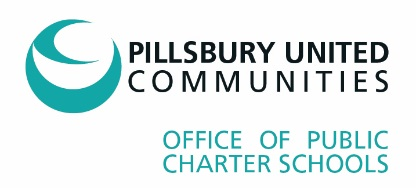 PILLSBURY UNITED
COMMUNITIES
OFFICE OF PUBLIC
CHARTER SCHOOLS